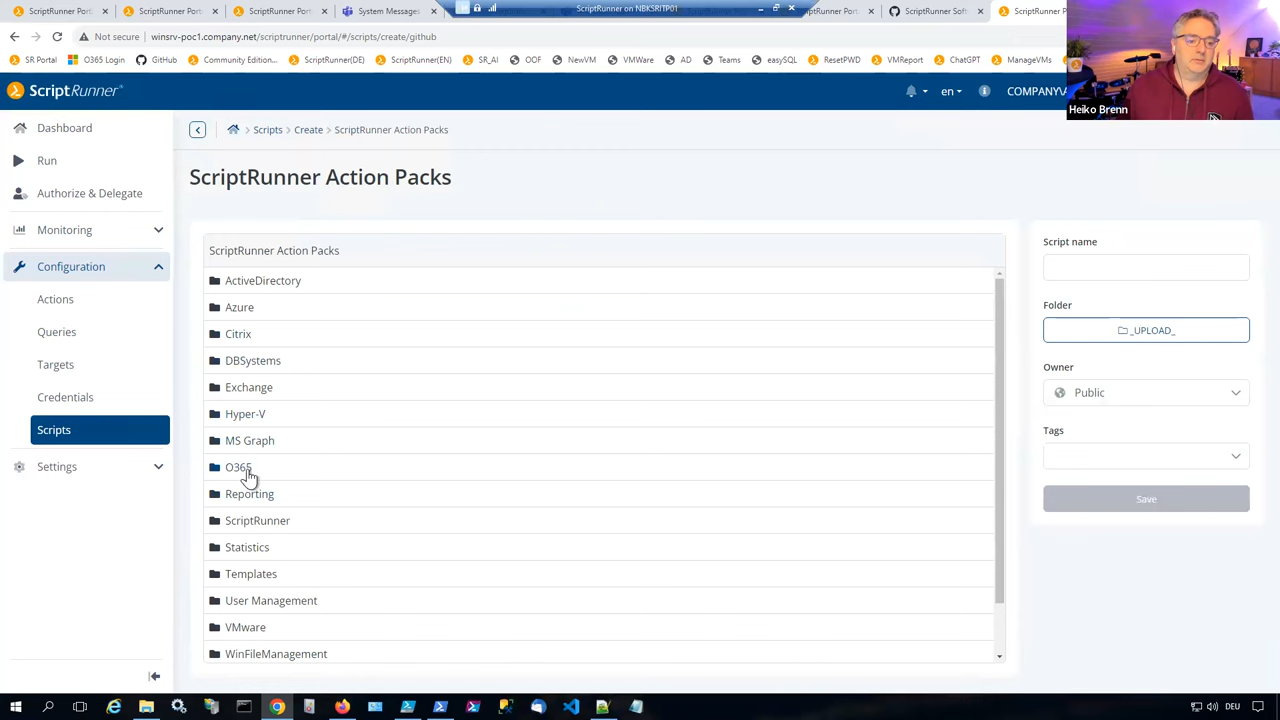 ScriptRunner Port
ScriptRunner Port
ScriptRunner Port
System Messages
ScriptRunner on NBKSRITP01
ScriptRunner Soft
ScriptRunner P
Not secure
winsrv-poc1.company.net/scriptrunner/portal/#/scripts/create/github
SR Portal
O365 Login
GitHub
Community Edition...
ScriptRunner(DE)
ScriptRunner(EN)
SR_AI
OOF
NewVM
VMWare
AD
Teams
easySQL
ResetPWD
VMReport
ChatGPT
ManageVMs
Heiko Brenn
ScriptRunner
en
COMPANY\A
Dashboard
Run
Authorize & Delegate
Monitoring
Configuration
Actions
Queries
Targets
Credentials
Scripts
Settings
Scripts > Create > ScriptRunner Action Packs
ScriptRunner Action Packs
ScriptRunner Action Packs
ActiveDirectory
Azure
Citrix
DBSystems
Exchange
Hyper-V
MS Graph
O365
Reporting
ScriptRunner
Statistics
Templates
User Management
VMware
WinFileManagement
Script name
Folder
_UPLOAD_
Owner
Public
Tags
Save
DEU